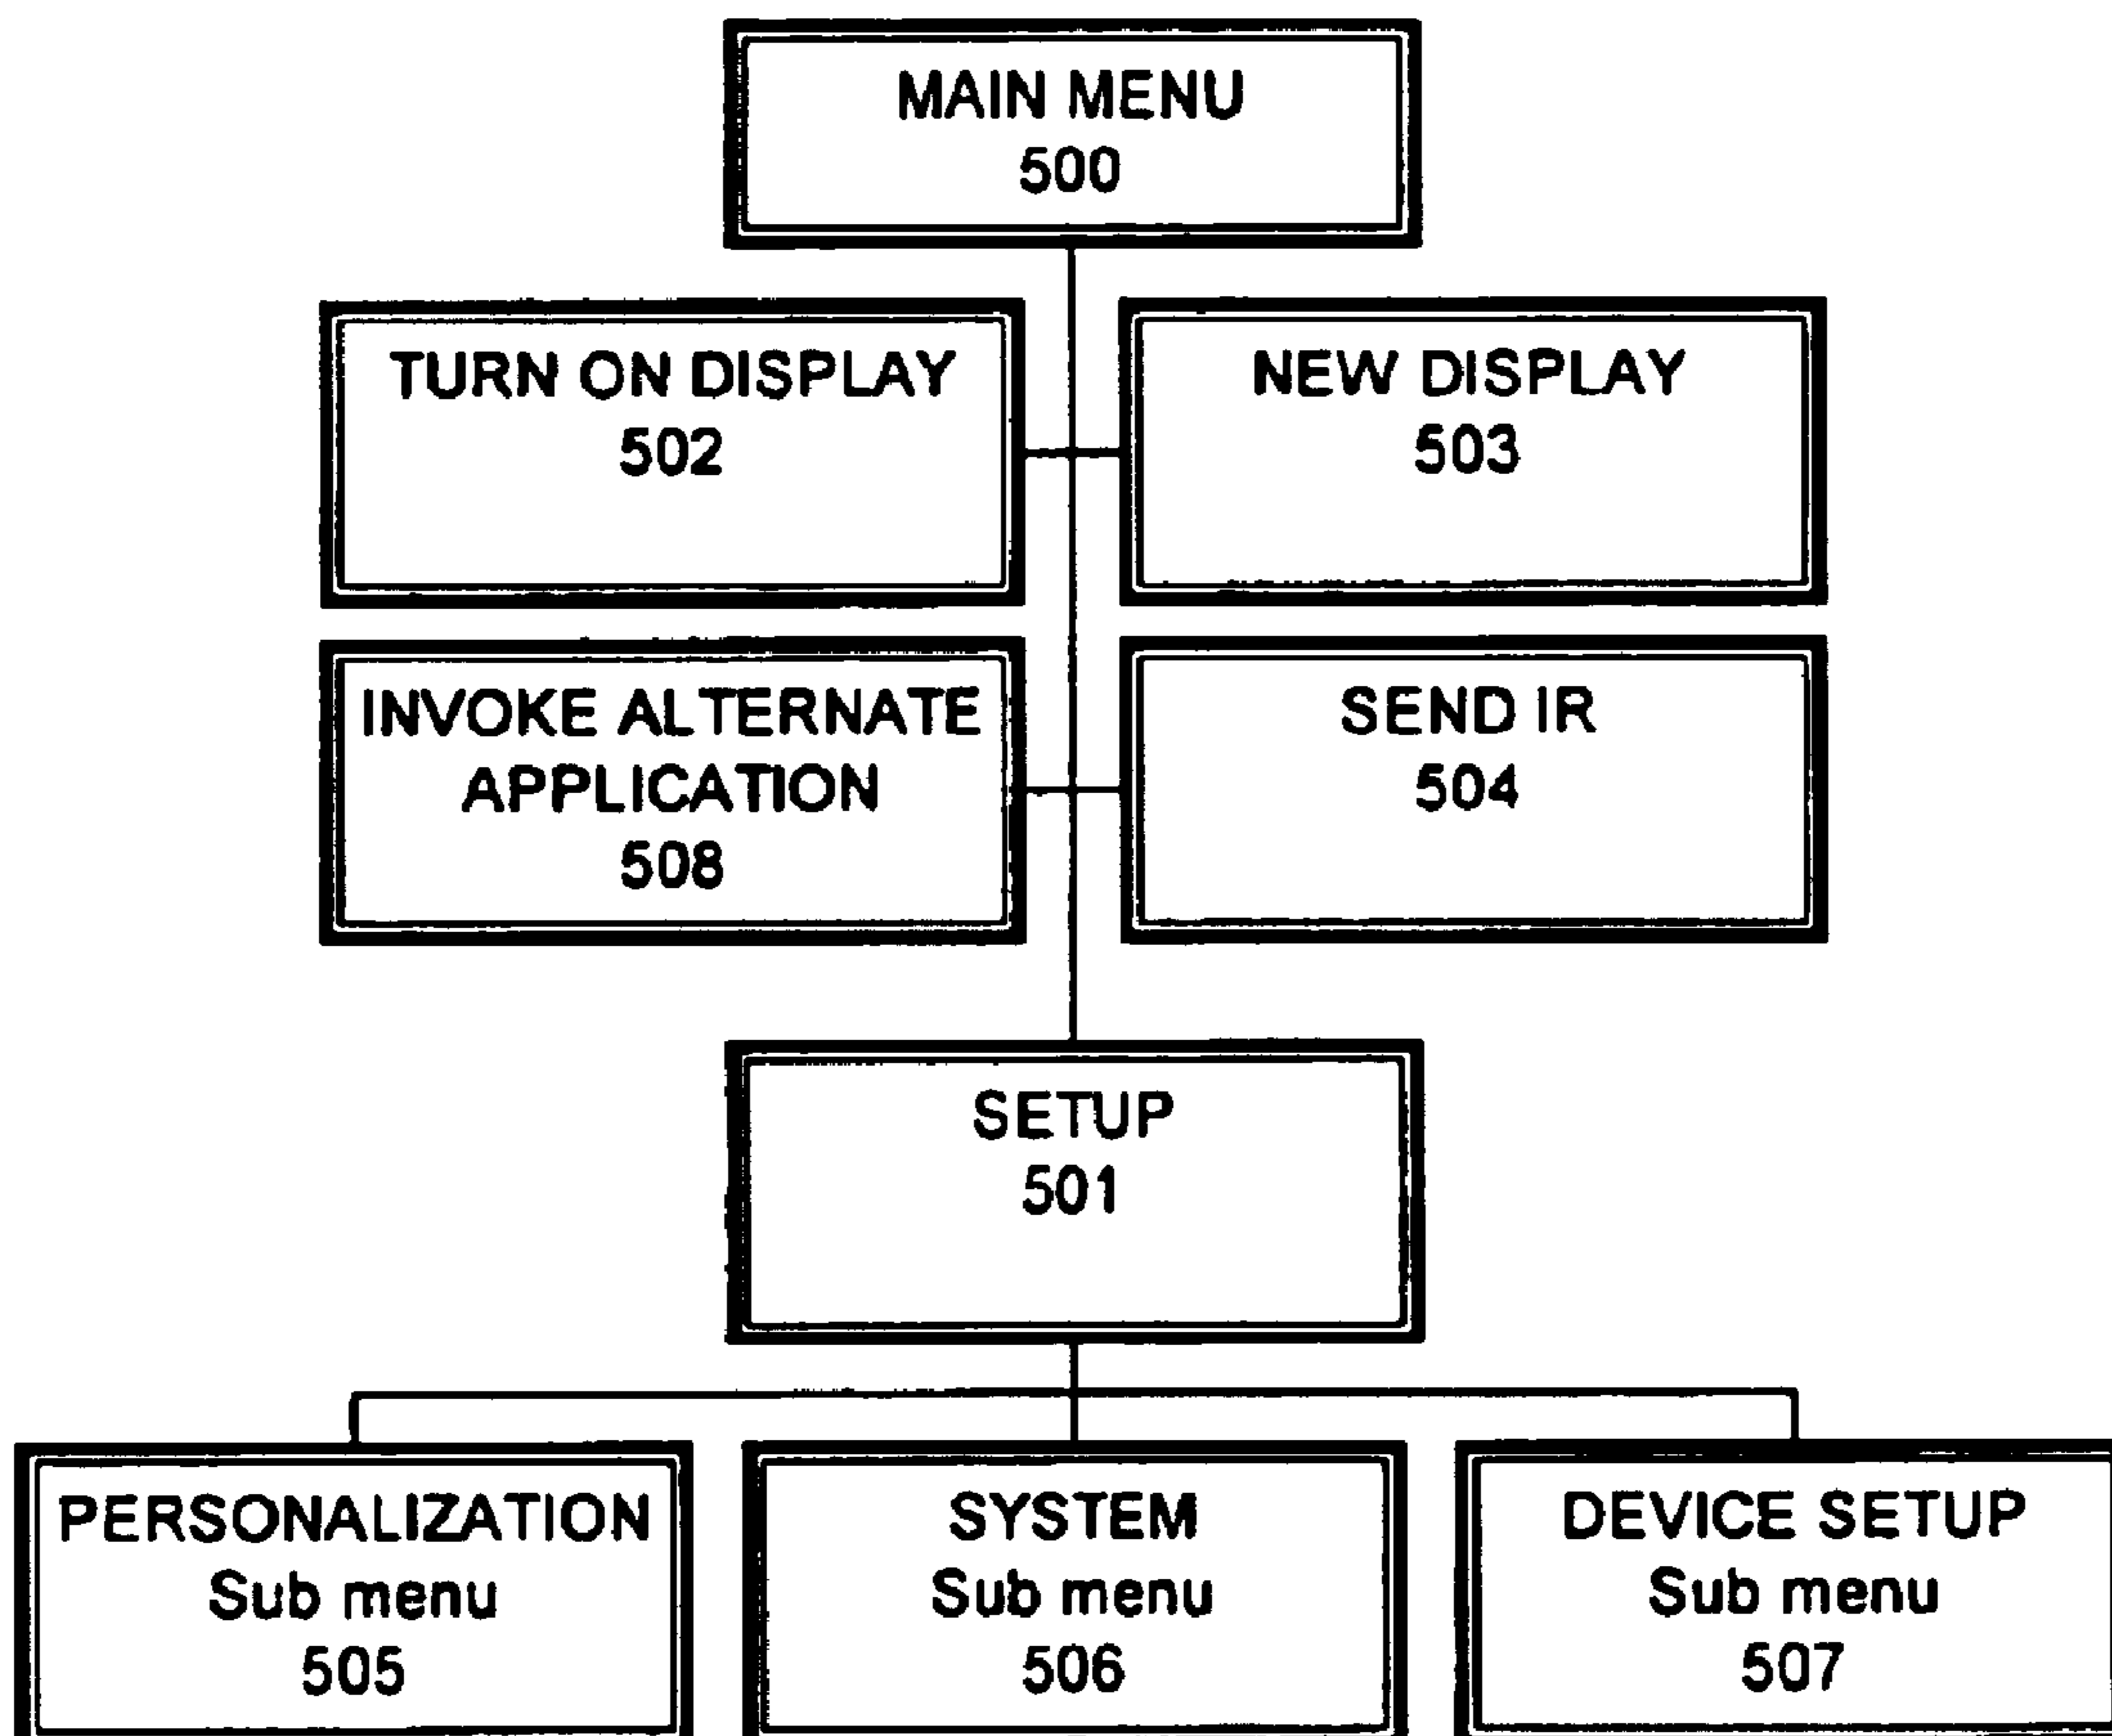 MAIN MENU
500
TURN ON DISPLAY
502
NEW DISPLAY
503
INVOKE ALTERNATE
APPLICATION
508
SEND IR
504
SETUP
501
PERSONALIZATION
Sub menu
505
SYSTEM
Sub menu
506
DEVICE SETUP
Sub menu
507